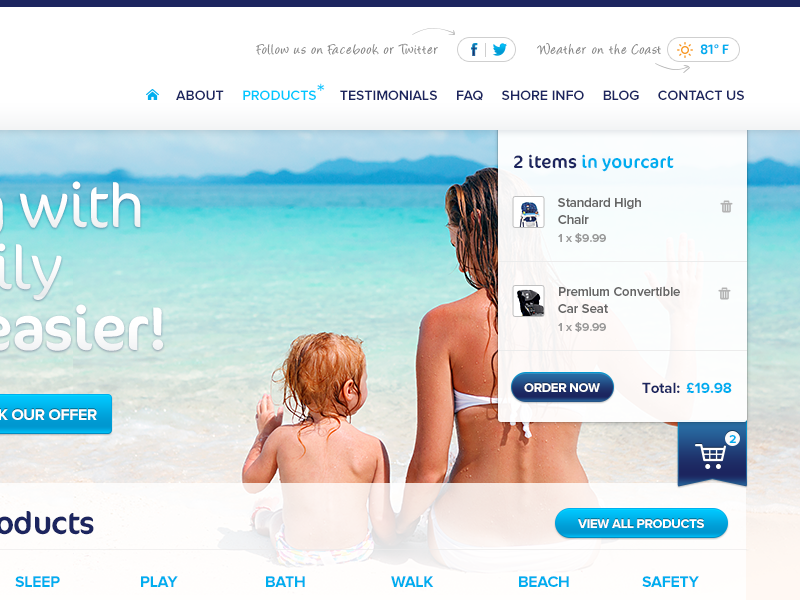 Follow us on Facebook or Twitter
Weather on the Coast
81° F
ABOUT PRODUCTS* TESTIMONIALS FAQ SHORE INFO BLOG CONTACT US
2 items in yourcart
with
Standard High
Chair
1 x $9.99
easier!
Premium Convertible
Car Seat
1 x $9.99
ORDER NOW Total: £19.98
OUR OFFER
2
VIEW ALL PRODUCTS
SLEEP PLAY BATH WALK BEACH SAFETY